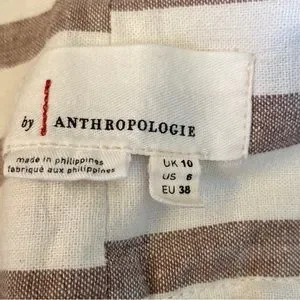 by ANTHROPOLOGIE
made in philippines
fabriqué aux philippines
UK 10
US 6
EU 38